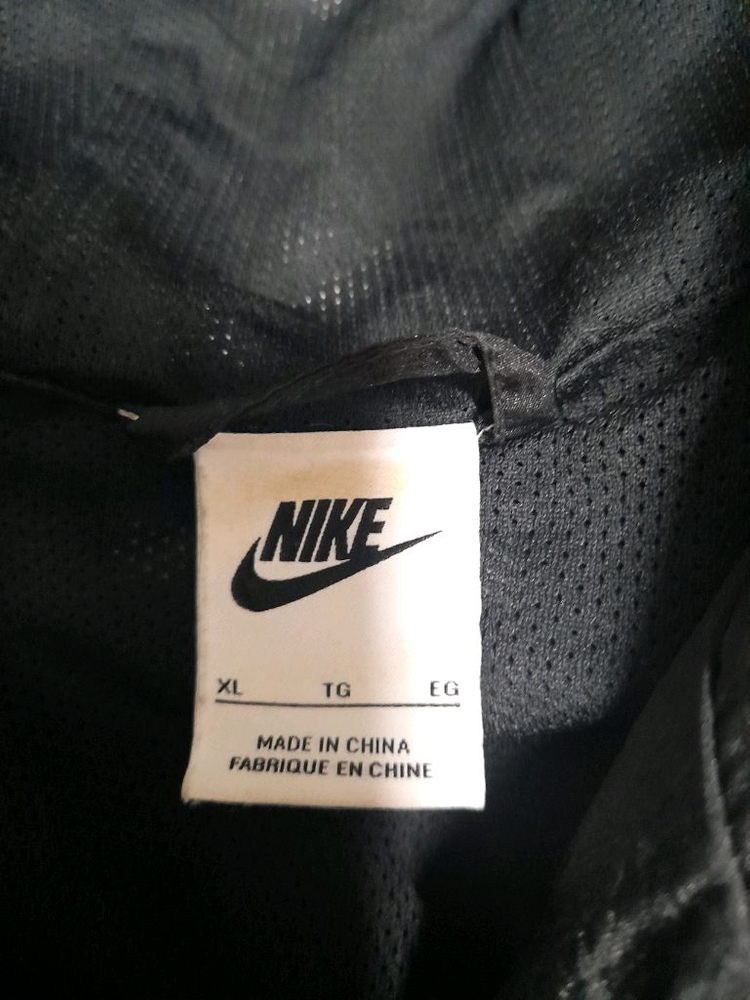 NIKE
XL TG EG
MADE IN CHINA
FABRIQUE EN CHINE